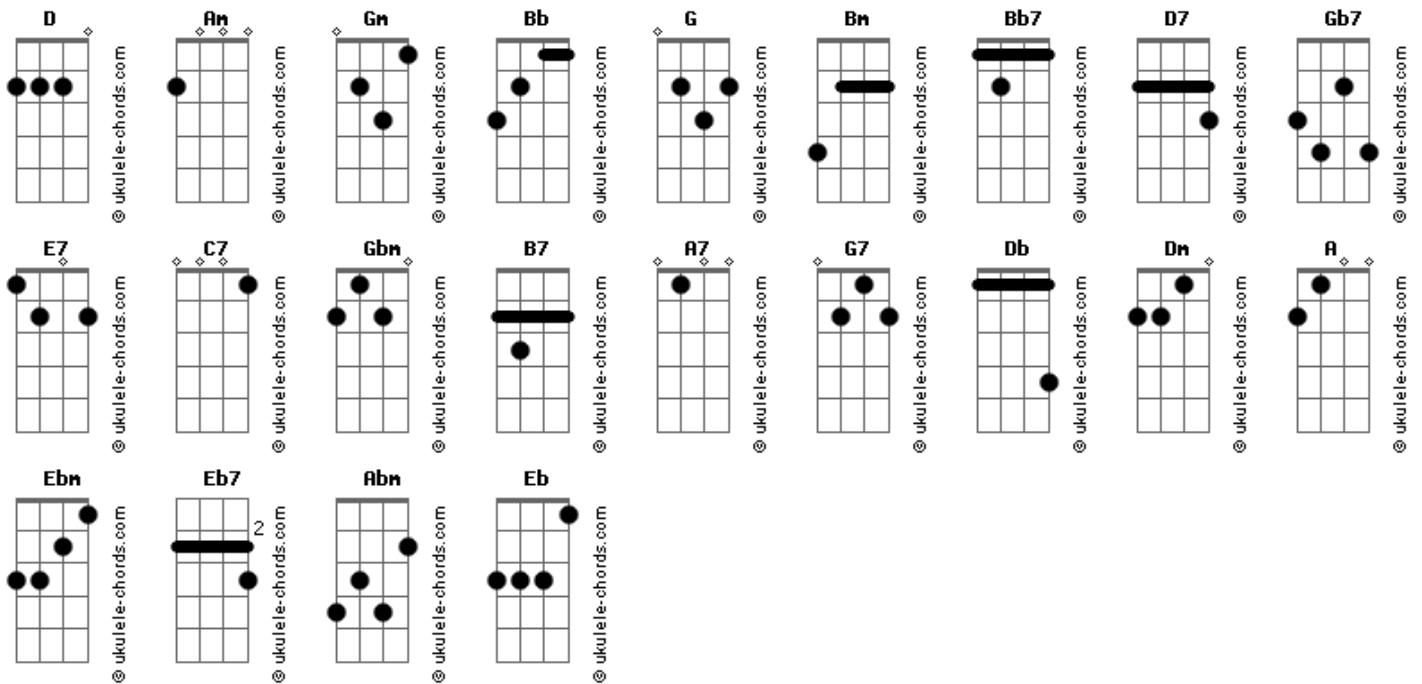 D Am Gm Bb G Bm Bb7 D7 Gb7
© ukulele-chords.com © ukulele-chords.com © ukulele-chords.com © ukulele-chords.com © ukulele-chords.com © ukulele-chords.com © ukulele-chords.com © ukulele-chords.com © ukulele-chords.com
E7 C7 Gbm B7 A7 G7 Db Dm A
© ukulele-chords.com © ukulele-chords.com © ukulele-chords.com © ukulele-chords.com © ukulele-chords.com © ukulele-chords.com © ukulele-chords.com © ukulele-chords.com © ukulele-chords.com
Ebm Eb7 Abm Eb
2
© ukulele-chords.com © ukulele-chords.com © ukulele-chords.com © ukulele-chords.com